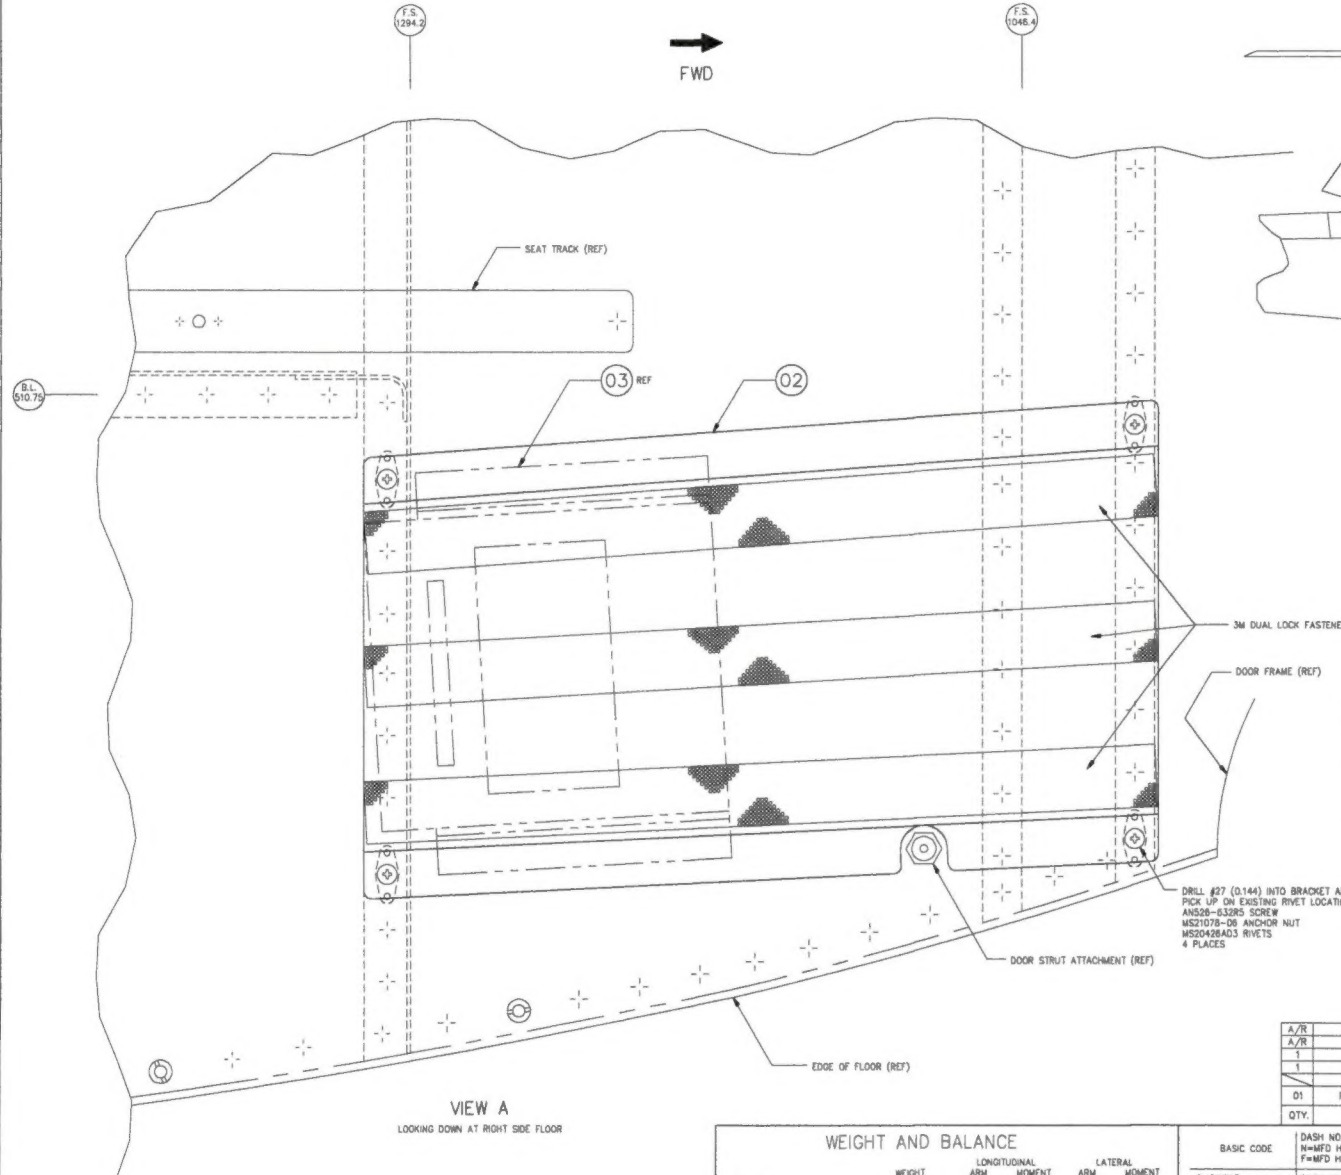 F.S.
1294.2
F.S.
1046.4
FWD
SEAT TRACK (REF)
B.L.
510.75
03 REF
02
3M DUAL LOCK FASTENE
DOOR FRAME (REF)
DRILL #27 (0.144) INTO BRACKET A
PICK UP ON EXISTING RIVET LOCATI
AN526-632R5 SCREW
MS21078-06 ANCHOR NUT
MS20426AD3 RIVETS
4 PLACES
DOOR STRUT ATTACHMENT (REF)
EDGE OF FLOOR (REF)
A/R
A/R
1
1
01
QTY.
VIEW A
LOOKING DOWN AT RIGHT SIDE FLOOR
WEIGHT AND BALANCE
LONGITUDINAL LATERAL
WEIGHT ARM MOMENT ARM MOMENT
BASIC CODE
DASH NO
N=MFD H
F=MFD H